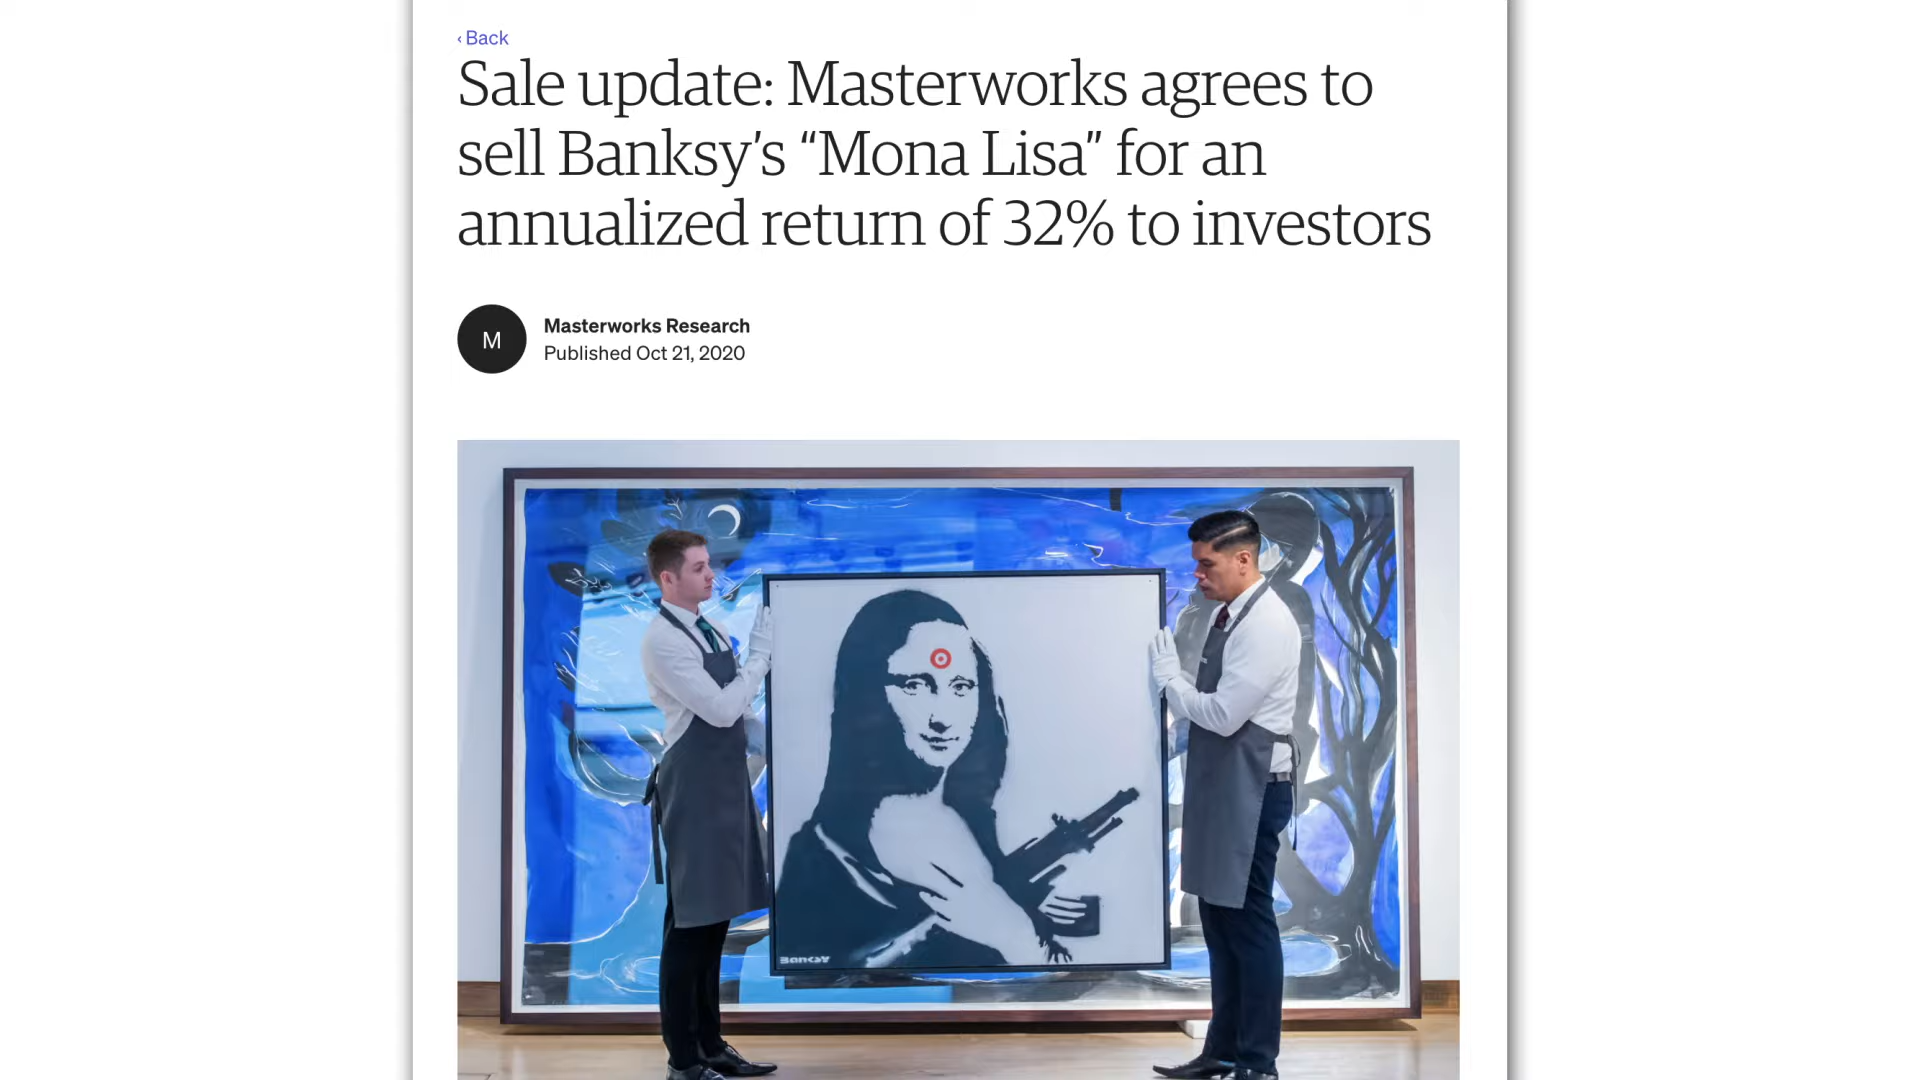 ‹ Back
Sale update: Masterworks agrees to
sell Banksy’s “Mona Lisa” for an
annualized return of 32% to investors
M
Masterworks Research
Published Oct 21, 2020
BANKSY